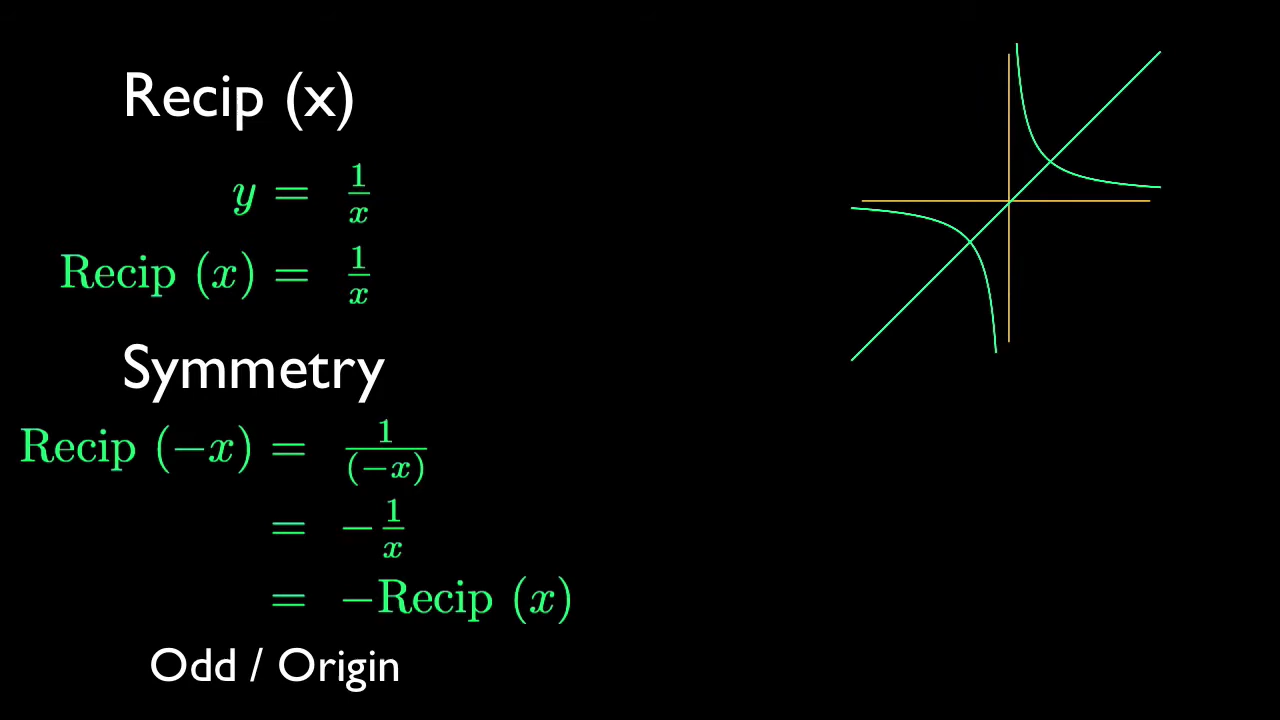 Recip (x)
y = 1/x
Recip (x) = 1/x
Symmetry
Recip (−x) = 1/(−x)
= −1/x
= −Recip (x)
Odd / Origin